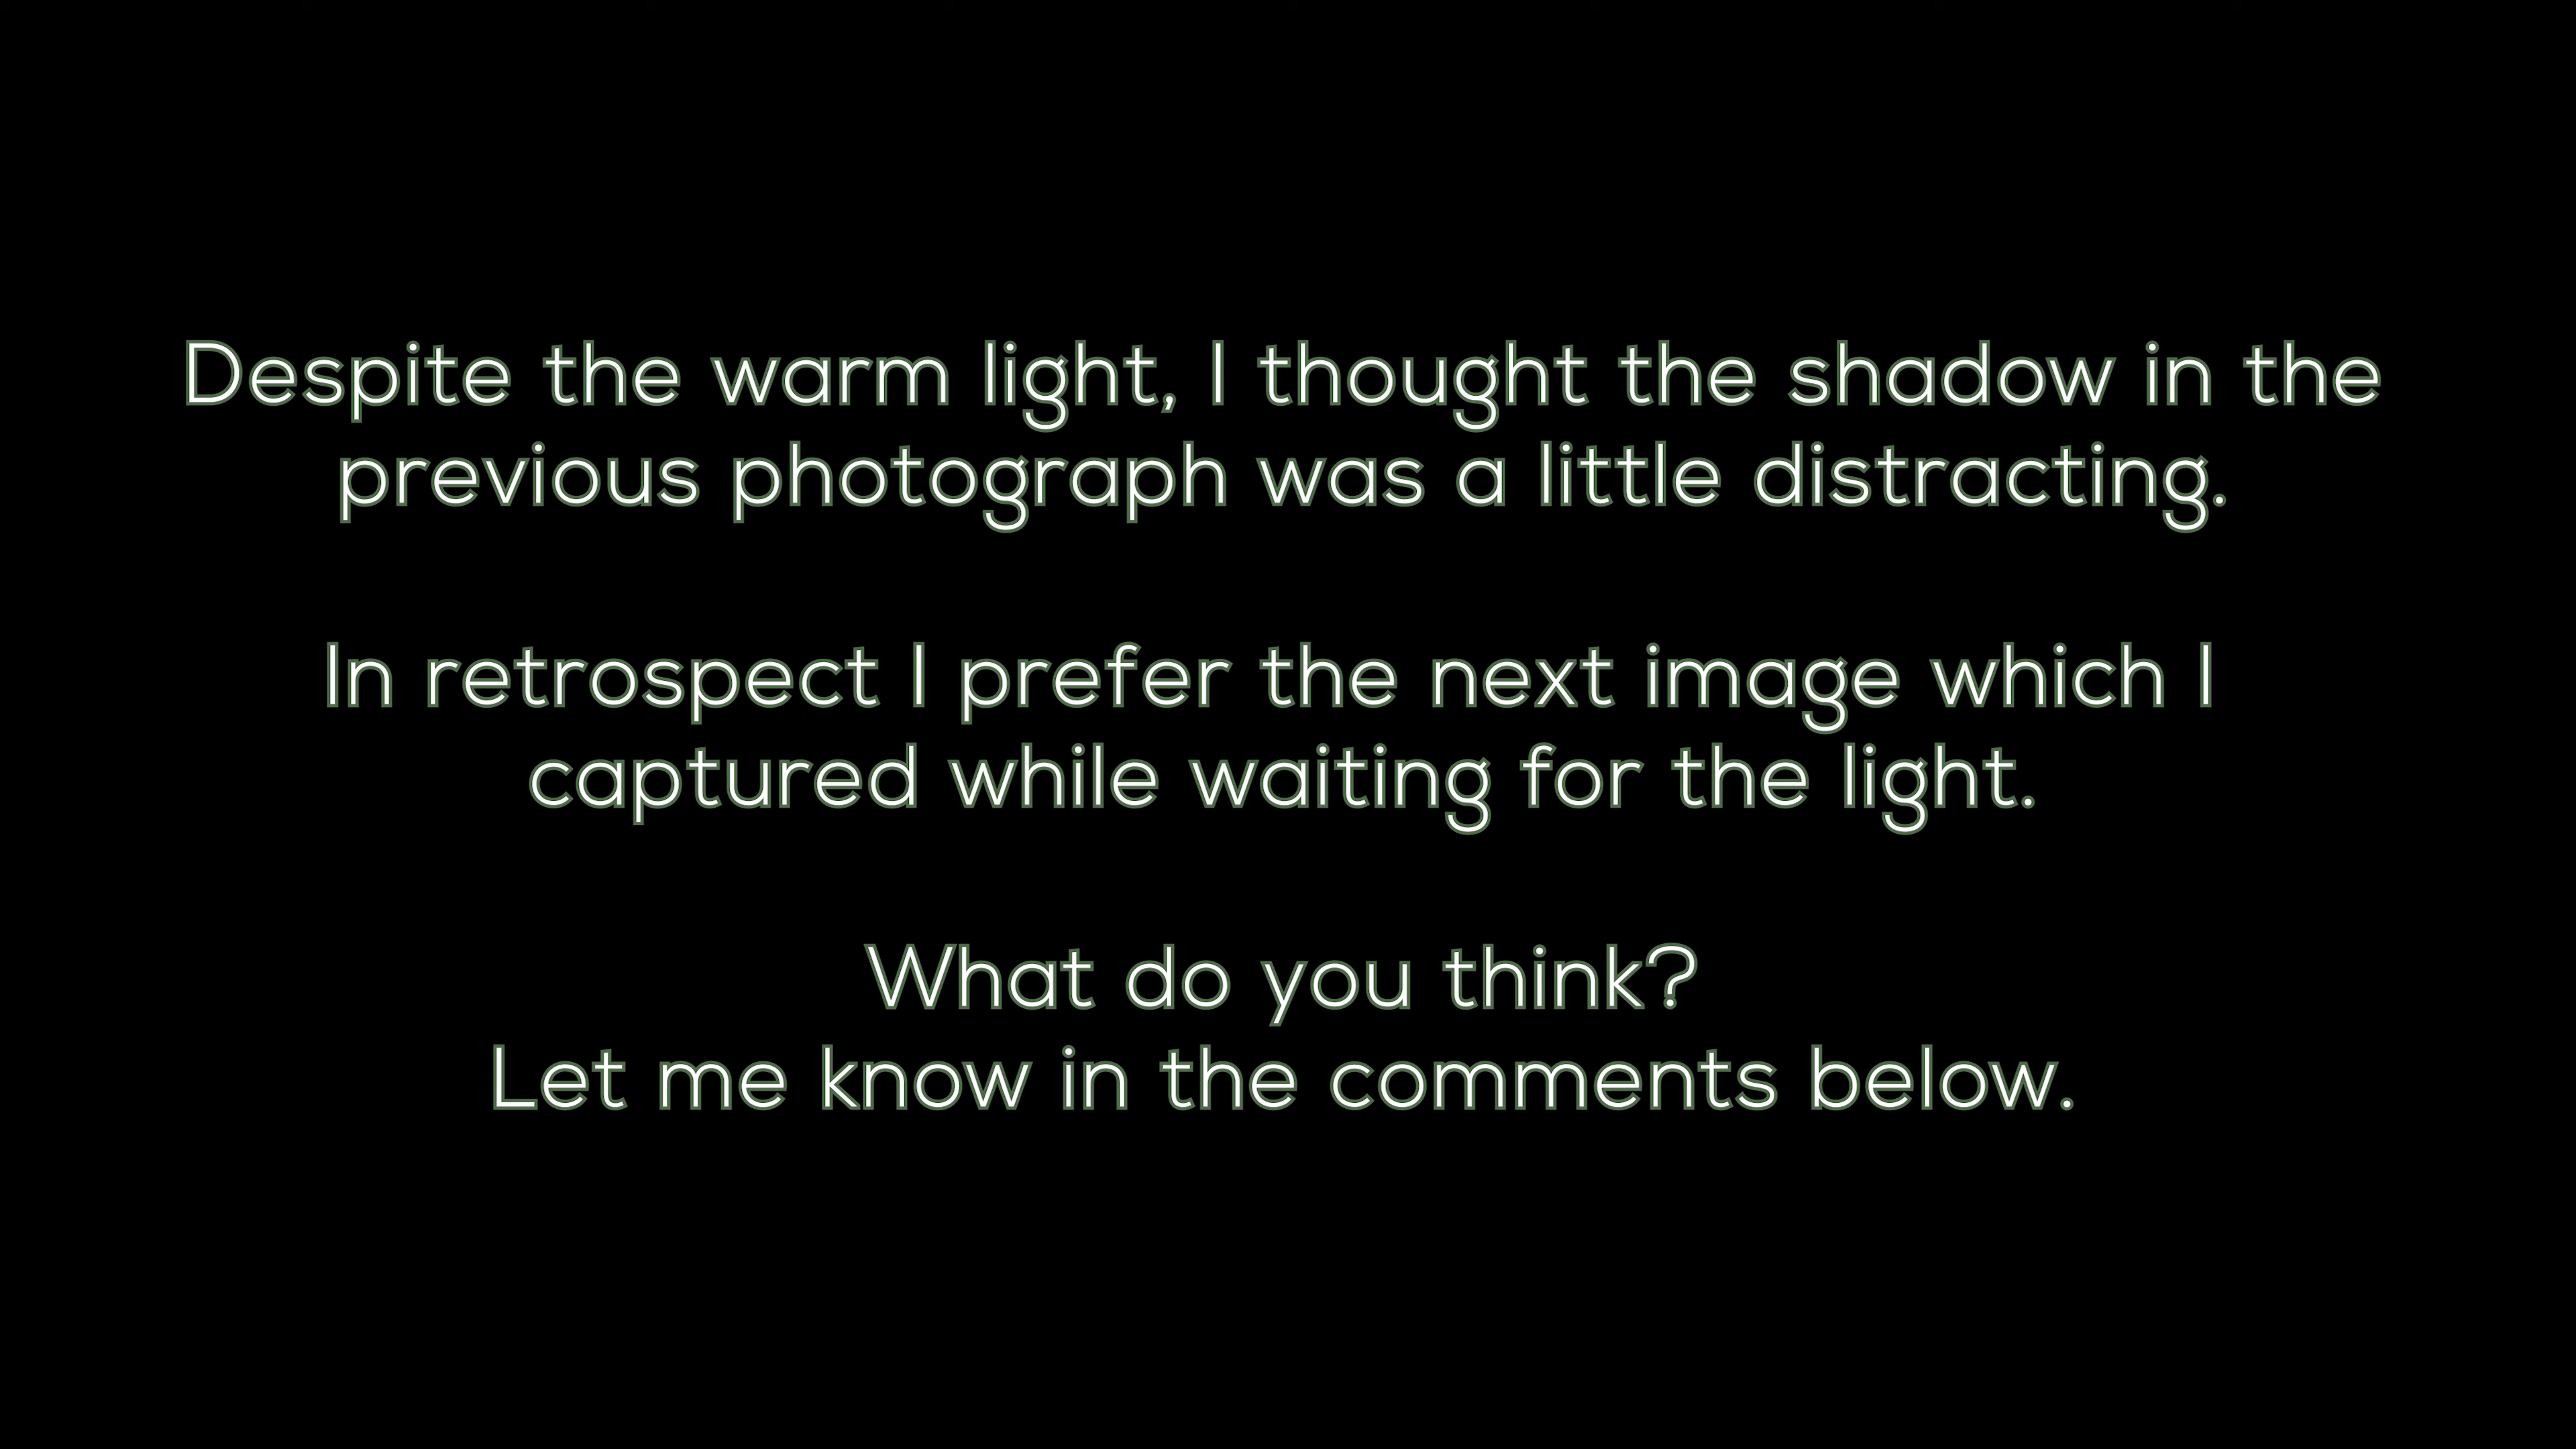 Despite the warm light, I thought the shadow in the
previous photograph was a little distracting.
In retrospect I prefer the next image which I
captured while waiting for the light.
What do you think?
Let me know in the comments below.